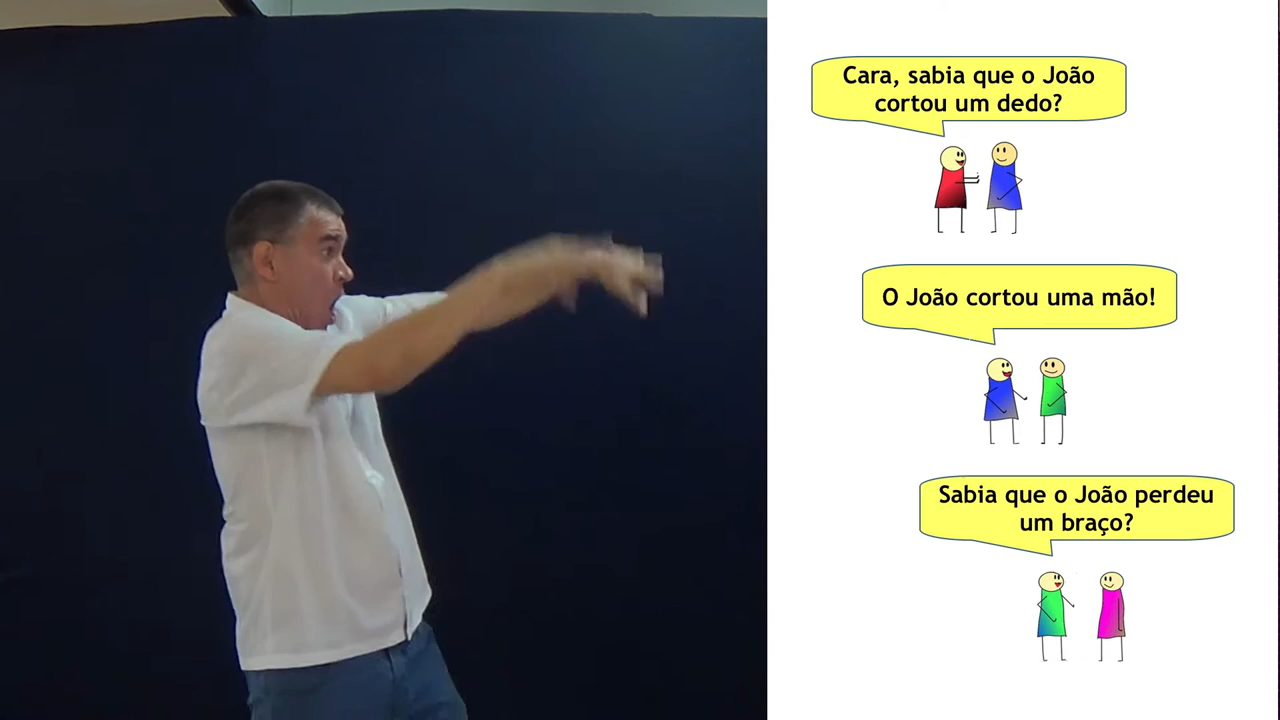 Cara, sabia que o João
cortou um dedo?
O João cortou uma mão!
Sabia que o João perdeu
um braço?